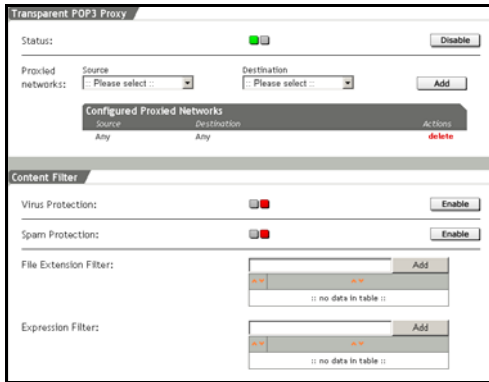 Transparent POP3 Proxy
Status:
Disable
Proxied networks:
Source
Destination
:: Please select ::
:: Please select ::
Add
Configured Proxied Networks
Source Destination Actions
Any Any delete
Content Filter
Virus Protection:
Enable
Spam Protection:
Enable
File Extension Filter:
Add
:: no data in table ::
Expression Filter:
Add
:: no data in table ::